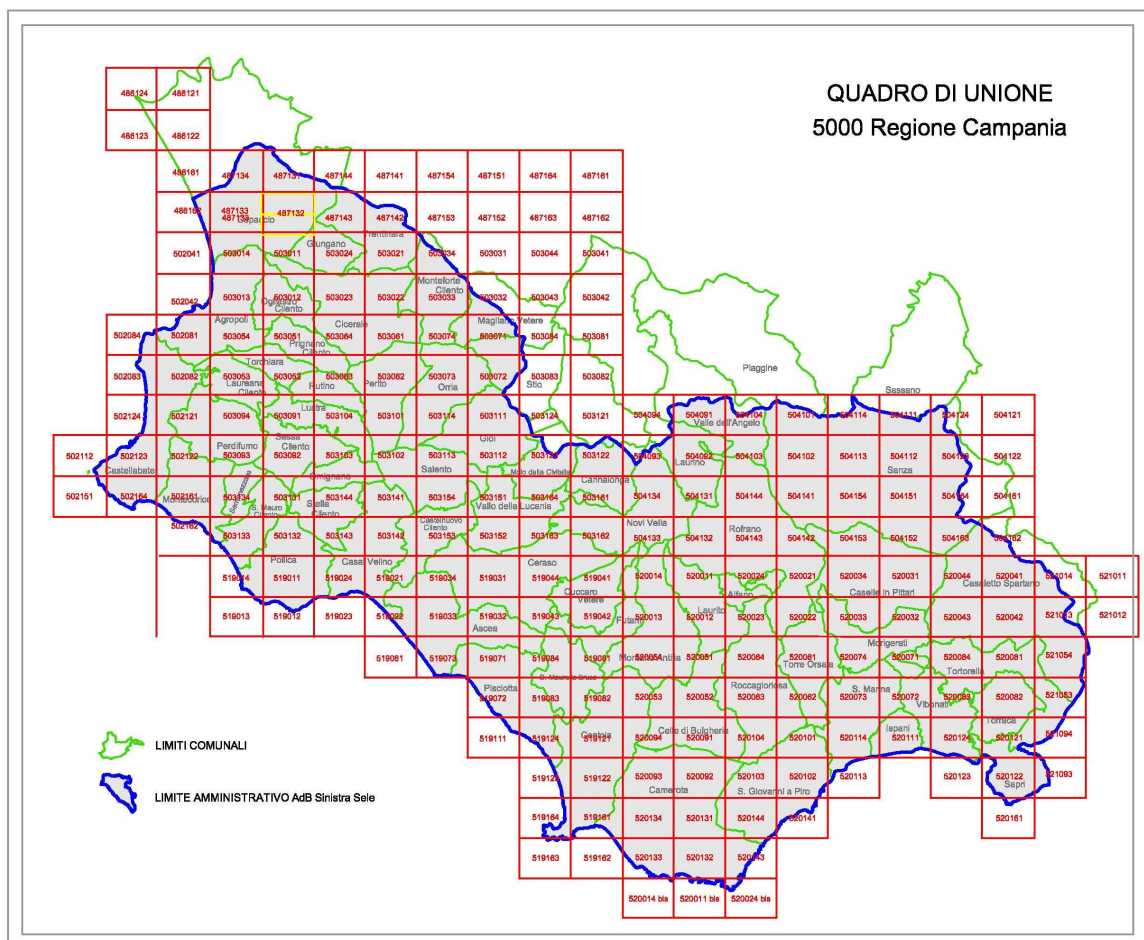 QUADRO DI UNIONE
5000 Regione Campania
486124 486121
486123 486122
486161 487134 487131 487144 487141 487154 487151 487164 487161
486162 487133 487132 487143 487142 487153 487152 487163 487162
487133
Capaccio
Trentinara
Giungano
502041 503014 503011 503024 503021 503034 503031 503044 503041
Monteforte
Cilento
502042 503013 503012 503023 503022 503033 503032 503043 503042
Ogliastro
Cilento
Agropoli Cicerale Magliano Vetere
502084 502081 503054 503051 503064 503061 503074 503071 503084 503081
Prignano
Cilento
Torchiara
Piaggine
502083 502082 503053 503052 503063 503062 503073 503072 503083 503082
Laureana
Cilento
Rutino Perito Orria Stio
Sassano
Lustra
502124 502121 503094 503091 503104 503101 503114 503111 503124 503121 504094 504091 504104 504101 504114 504111 504124 504121
Valle dell'Angelo
Sessa
Cilento
Gioi
Perdifumo
502112 502123 502122 503093 503092 503103 503102 503113 503112 503123 503122 504093 504092 504103 504102 504113 504112 504123 504122
Castellabate
Salento
Moio della Civitella
Laurino
Sanza
Omignano
Cannalonga
502151 502164 502161 503134 503131 503144 503141 503154 503151 503164 503161 504134 504131 504144 504141 504154 504151 504164 504161
Montecorice
Serramezzana
S. Mauro
Cilento
Stella
Cilento
Vallo della Lucania
Castelnuovo
Cilento
Novi Velia
Rofrano
502162 503133 503132 503143 503142 503153 503152 503163 503162 504133 504132 504143 504142 504153 504152 504163 504162
Pollica Casal Velino Ceraso
519014 519011 519024 519021 519034 519031 519044 519041 520014 520011 520024 520021 520034 520031 520044 520041 521014 521011
Cuccaro
Vetere
Alfano
Caselle in Pittari
Casaletto Spartano
519013 519012 519023 519022 519033 519032 519043 519042 520013 520012 520023 520022 520033 520032 520043 520042 521013 521012
Ascea
Futani
Laurito
Morigerati
519081 519073 519071 519084 519081 520054 520051 520064 520061 520074 520071 520084 520081 521054
Montano Antilia
Torre Orsaia
Tortorella
S. Mauro la Bruca
Pisciotta
Roccagloriosa
S. Marina
519072 519083 519082 520053 520052 520063 520062 520073 520072 520083 520082 521053
Vibonati
Torraca
Centola
Celle di Bulgheria
Ispani
519111 519124 519121 520094 520091 520104 520101 520114 520111 520124 520121 521094
519123 519122 520093 520092 520103 520102 520113 520123 520122 521093
Camerota
S. Giovanni a Piro
Sapri
519164 519161 520134 520131 520144 520141 520161
519163 519162 520133 520132 520143
520014 bis 520011 bis 520024 bis
LIMITI COMUNALI
LIMITE AMMINISTRATIVO AdB Sinistra Sele